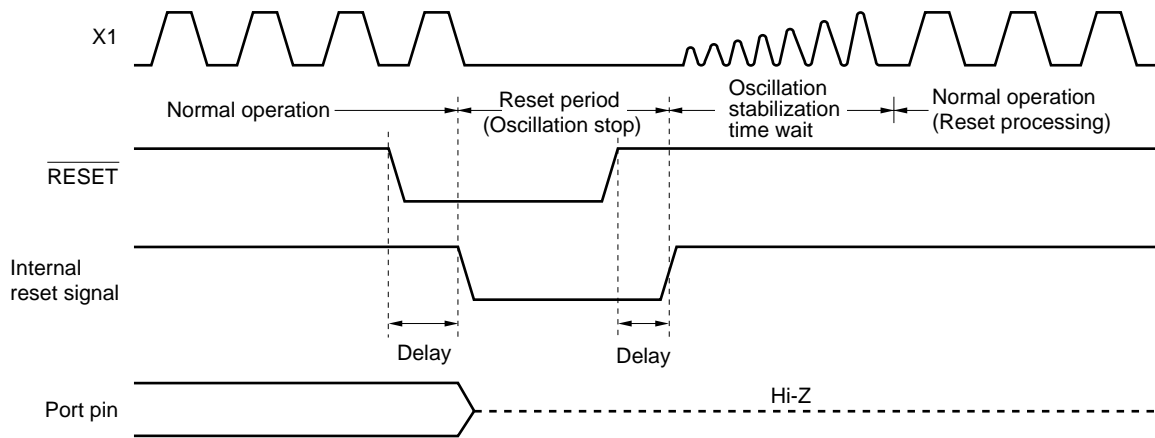 X1
Normal operation
Reset period
(Oscillation stop)
Oscillation
stabilization
time wait
Normal operation
(Reset processing)
RESET
Internal
reset signal
Delay
Delay
Port pin
Hi-Z